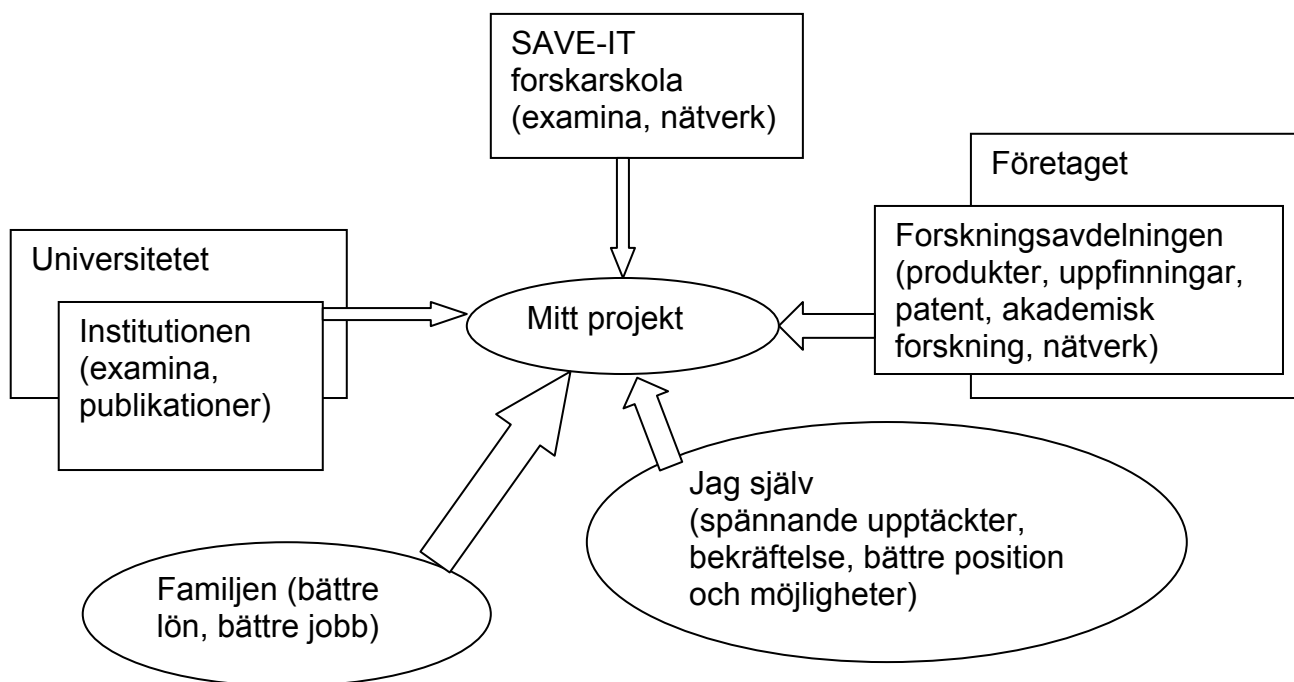 SAVE-IT
forskarskola
(examina, nätverk)
Företaget
Forskningsavdelningen
(produkter, uppfinningar,
patent, akademisk
forskning, nätverk)
Universitetet
Institutionen
(examina,
publikationer)
Mitt projekt
Jag själv
(spännande upptäckter,
bekräftelse, bättre position
och möjligheter)
Familjen (bättre
lön, bättre jobb)